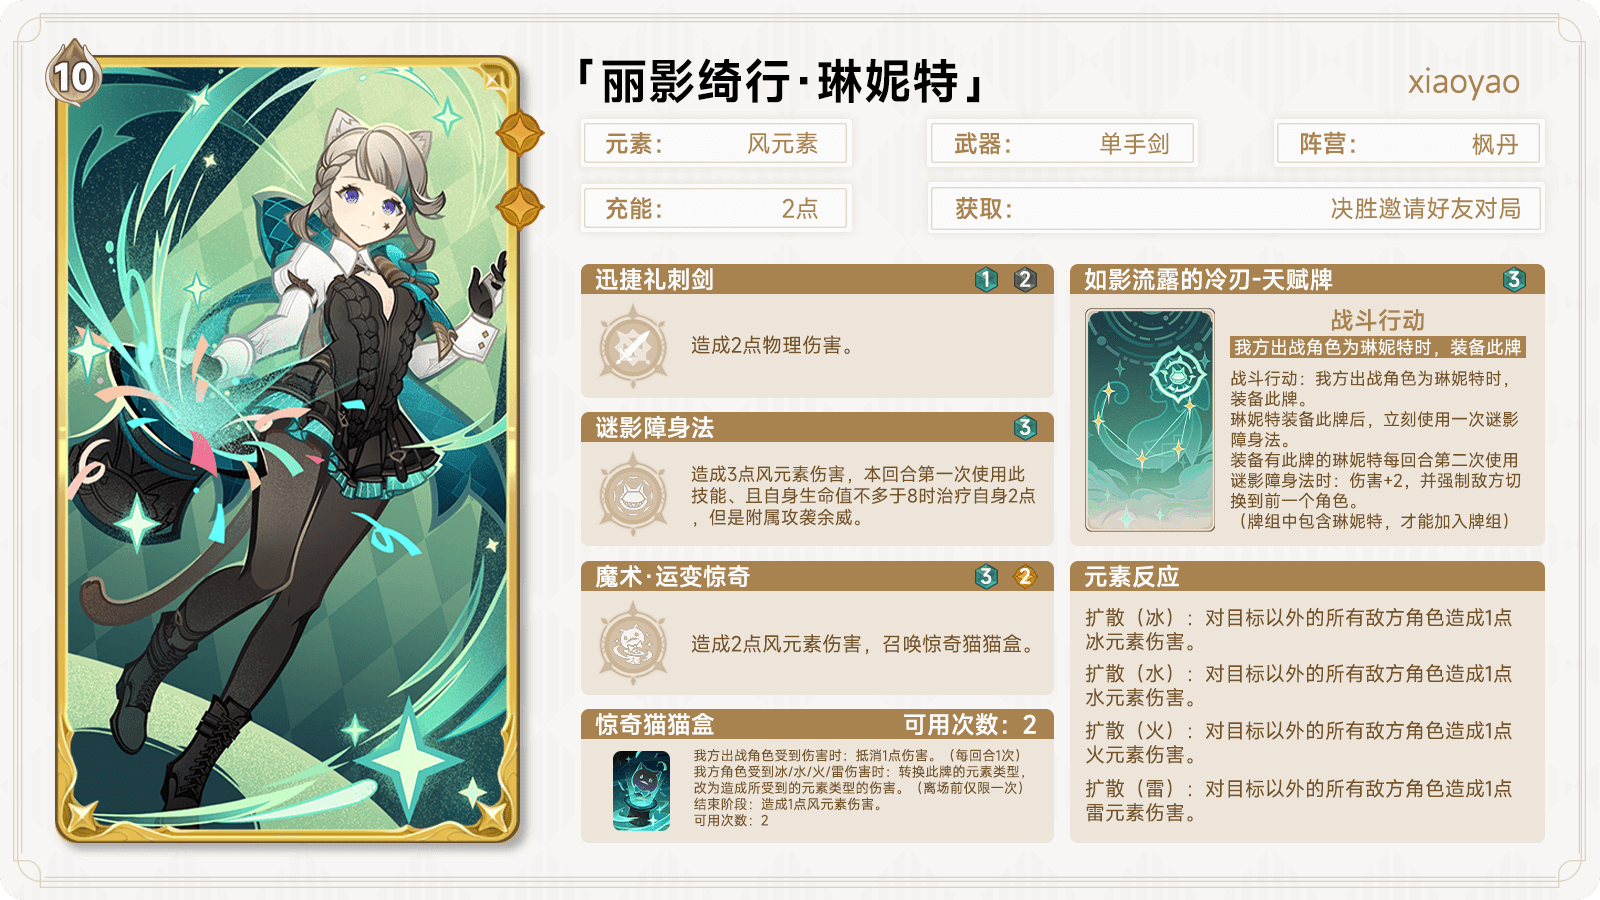 10
「丽影绮行·琳妮特」
xiaoyao
元素： 风元素
武器： 单手剑
阵营： 枫丹
充能： 2点
获取： 决胜邀请好友对局
迅捷礼刺剑 1 2
造成2点物理伤害。
谜影障身法 3
造成3点风元素伤害，本回合第一次使用此
技能、且自身生命值不多于8时治疗自身2点
，但是附属攻袭余威。
魔术·运变惊奇 3 2
造成2点风元素伤害，召唤惊奇猫猫盒。
惊奇猫猫盒 可用次数：2
我方出战角色受到伤害时：抵消1点伤害。（每回合1次）
我方角色受到冰/水/火/雷伤害时：转换此牌的元素类型，
改为造成所受到的元素类型的伤害。（离场前仅限一次）
结束阶段：造成1点风元素伤害。
可用次数：2
如影流露的冷刃-天赋牌 3
战斗行动
我方出战角色为琳妮特时，装备此牌
战斗行动：我方出战角色为琳妮特时，
装备此牌。
琳妮特装备此牌后，立刻使用一次谜影
障身法。
装备有此牌的琳妮特每回合第二次使用
谜影障身法时：伤害+2，并强制敌方切
换到前一个角色。
（牌组中包含琳妮特，才能加入牌组）
元素反应
扩散（冰）：对目标以外的所有敌方角色造成1点
冰元素伤害。
扩散（水）：对目标以外的所有敌方角色造成1点
水元素伤害。
扩散（火）：对目标以外的所有敌方角色造成1点
火元素伤害。
扩散（雷）：对目标以外的所有敌方角色造成1点
雷元素伤害。